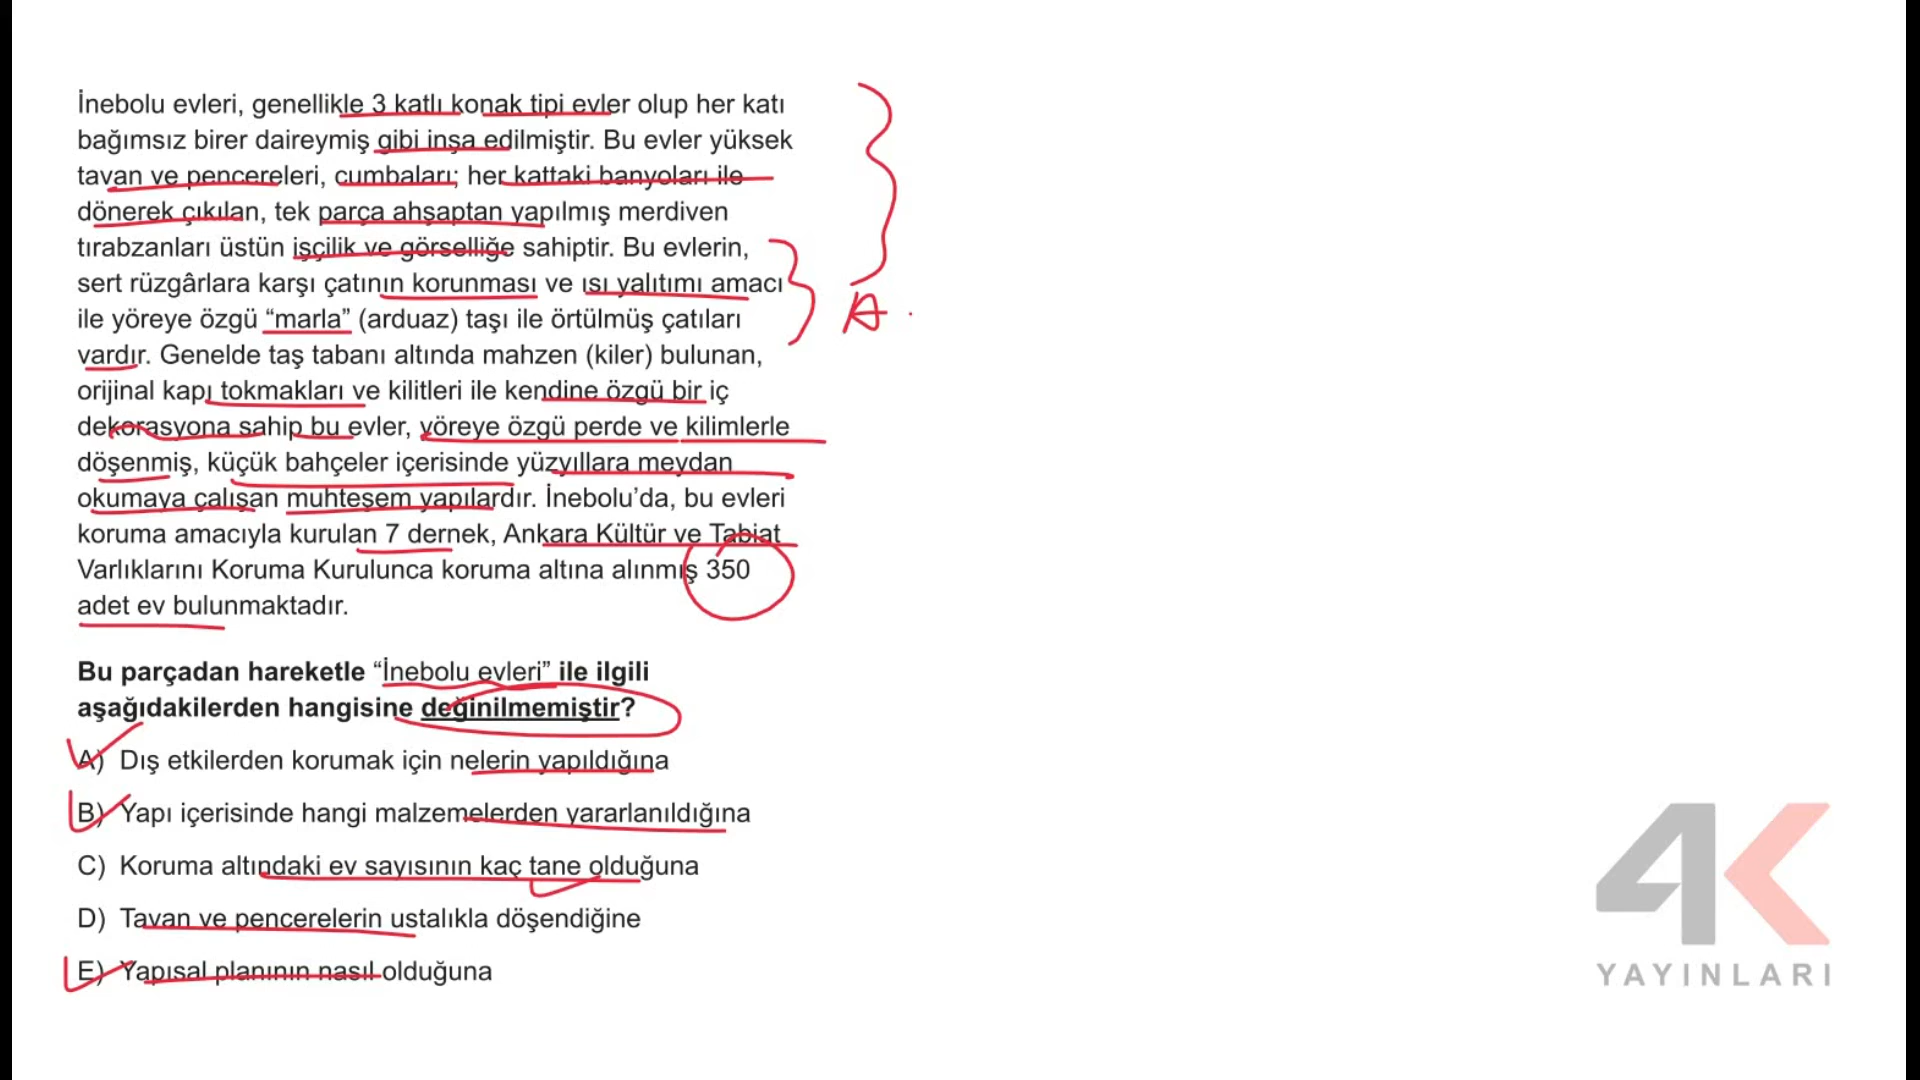 İnebolu evleri, genellikle 3 katlı konak tipi evler olup her katı
bağımsız birer daireymiş gibi inşa edilmiştir. Bu evler yüksek
tavan ve pencereleri, cumbaları; her kattaki banyoları ile
dönerek çıkılan, tek parça ahşaptan yapılmış merdiven
tırabzanları üstün işçilik ve görselliğe sahiptir. Bu evlerin,
sert rüzgârlara karşı çatının korunması ve ısı yalıtımı amacı
ile yöreye özgü “marla” (arduaz) taşı ile örtülmüş çatıları
vardır. Genelde taş tabanı altında mahzen (kiler) bulunan,
orijinal kapı tokmakları ve kilitleri ile kendine özgü bir iç
dekorasyona sahip bu evler, yöreye özgü perde ve kilimlerle
döşenmiş, küçük bahçeler içerisinde yüzyıllara meydan
okumaya çalışan muhteşem yapılardır. İnebolu’da, bu evleri
koruma amacıyla kurulan 7 dernek, Ankara Kültür ve Tabiat
Varlıklarını Koruma Kurulunca koruma altına alınmış 350
adet ev bulunmaktadır.
A
Bu parçadan hareketle “İnebolu evleri” ile ilgili
aşağıdakilerden hangisine değinilmemiştir?
A) Dış etkilerden korumak için nelerin yapıldığına
B) Yapı içerisinde hangi malzemelerden yararlanıldığına
C) Koruma altındaki ev sayısının kaç tane olduğuna
D) Tavan ve pencerelerin ustalıkla döşendiğine
E) Yapısal planının nasıl olduğuna
4K
YAYINLARI